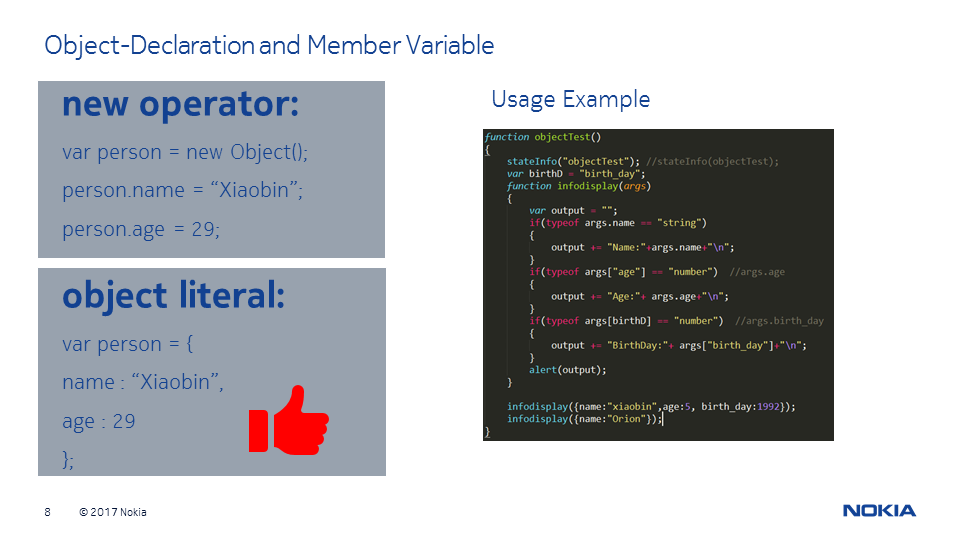 Object-Declaration and Member Variable
new operator:
var person = new Object();
person.name = “Xiaobin”;
person.age = 29;
object literal:
var person = {
name : “Xiaobin”,
age : 29
};
Usage Example
function objectTest()
{
stateInfo("objectTest"); //stateInfo(objectTest);
var birthD = "birth_day";
function infodisplay(args)
{
var output = "";
if(typeof args.name == "string")
{
output += "Name:"+args.name+"\n";
}
if(typeof args["age"] == "number") //args.age
{
output += "Age:"+ args.age+"\n";
}
if(typeof args[birthD] == "number") //args.birth_day
{
output += "BirthDay:"+ args["birth_day"]+"\n";
}
alert(output);
}
infodisplay({name:"xiaobin",age:5, birth_day:1992});
infodisplay({name:"Orion"});
}
8 © 2017 Nokia
NOKIA